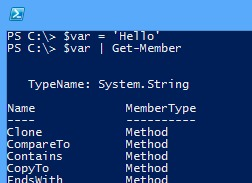 PS C:\> $var = 'Hello'
PS C:\> $var | Get-Member
TypeName: System.String
Name MemberType
---- ----------
Clone Method
CompareTo Method
Contains Method
CopyTo Method
EndsWith Method